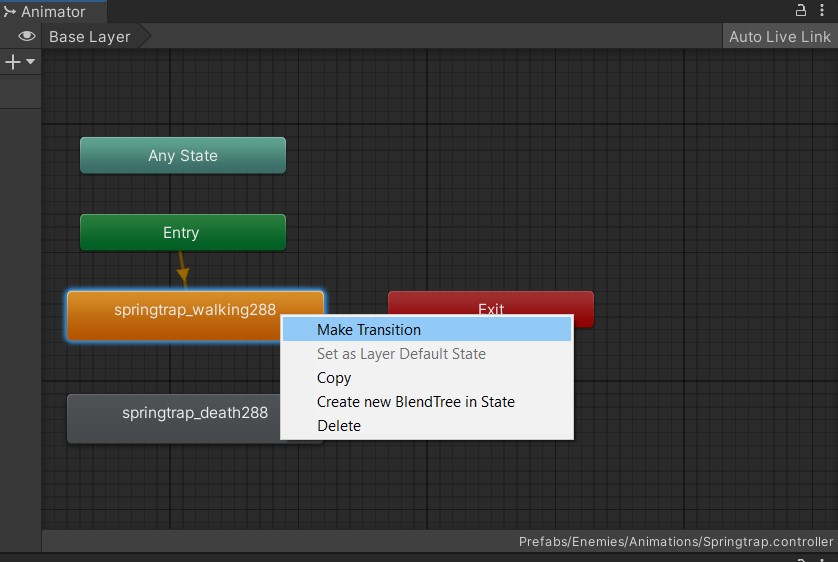 Animator
Base Layer
Auto Live Link
Any State
Entry
springtrap_walking288
Exit
Make Transition
Set as Layer Default State
Copy
Create new BlendTree in State
Delete
springtrap_death288
Prefabs/Enemies/Animations/Springtrap.controller